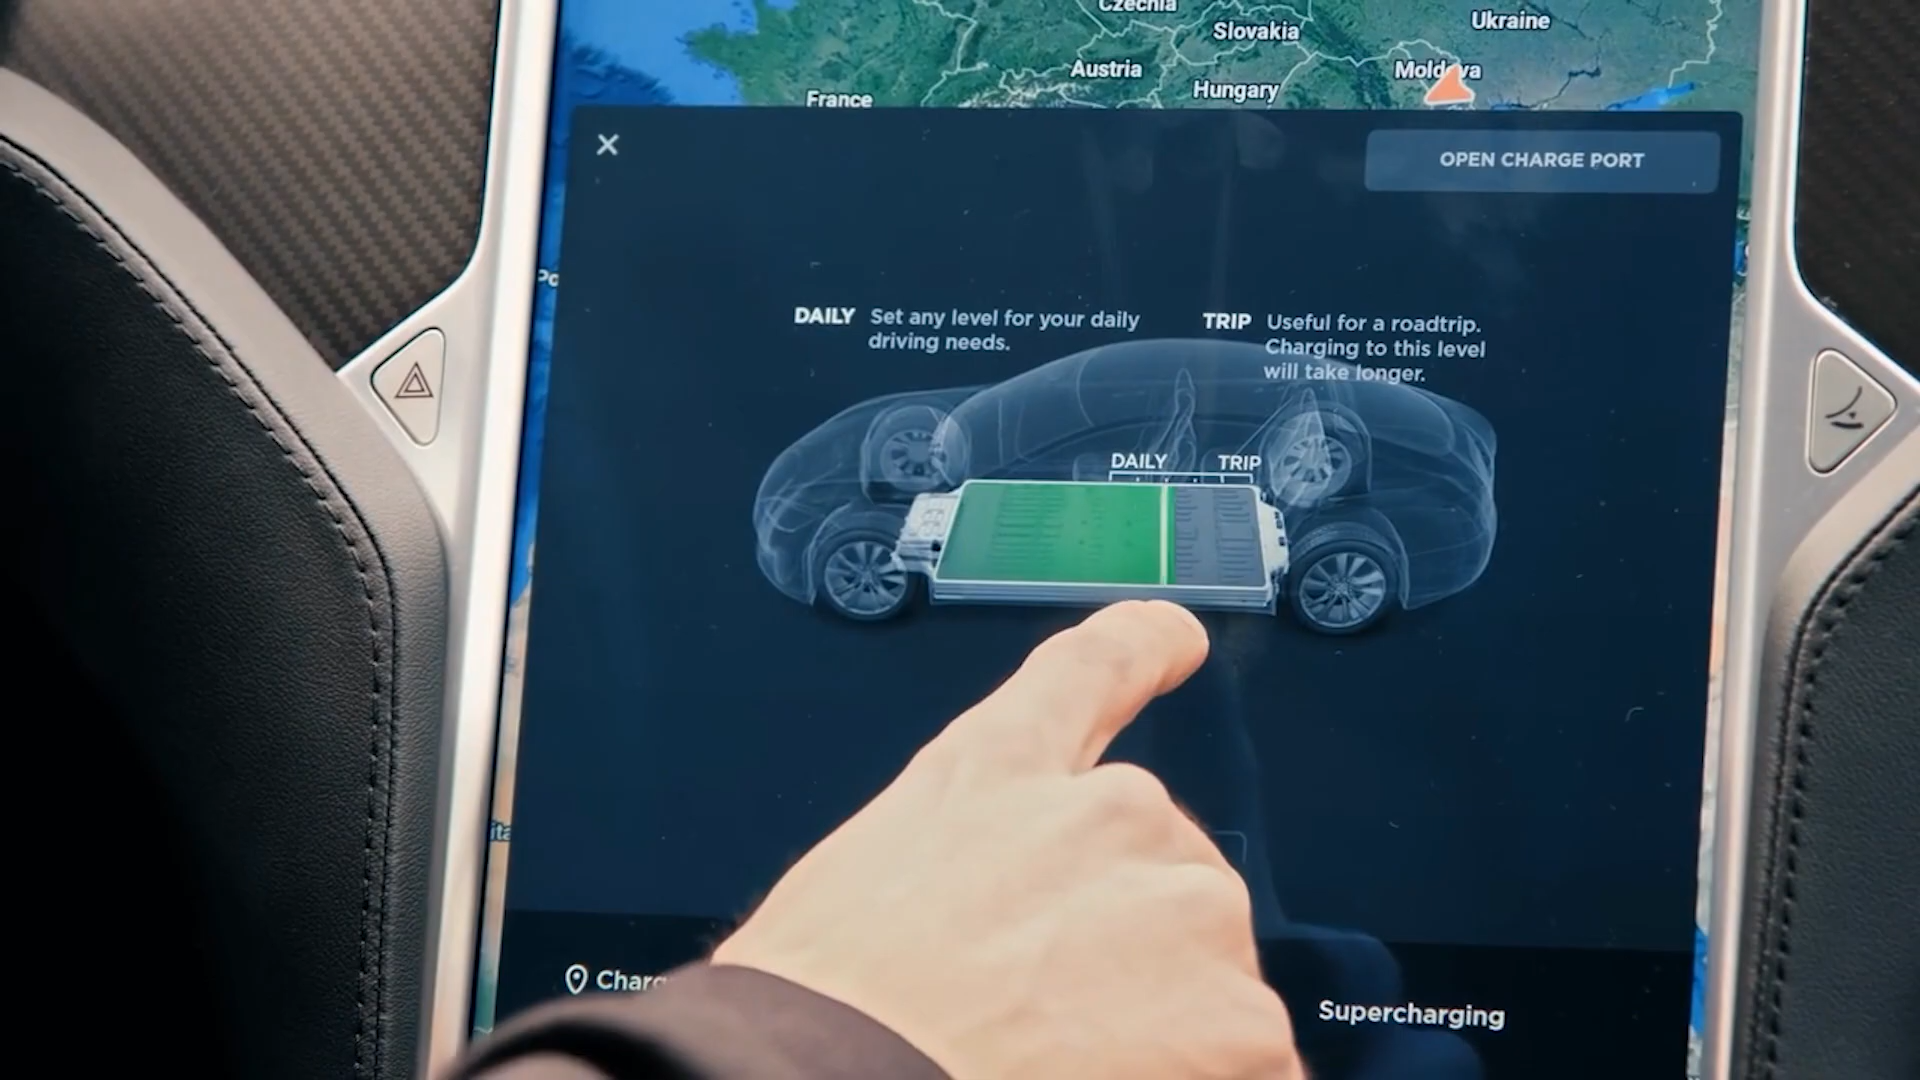 Czechia
Slovakia
Ukraine
Austria
Hungary
Moldova
France
OPEN CHARGE PORT
DAILY Set any level for your daily
driving needs.
TRIP Useful for a roadtrip.
Charging to this level
will take longer.
DAILY TRIP
Supercharging